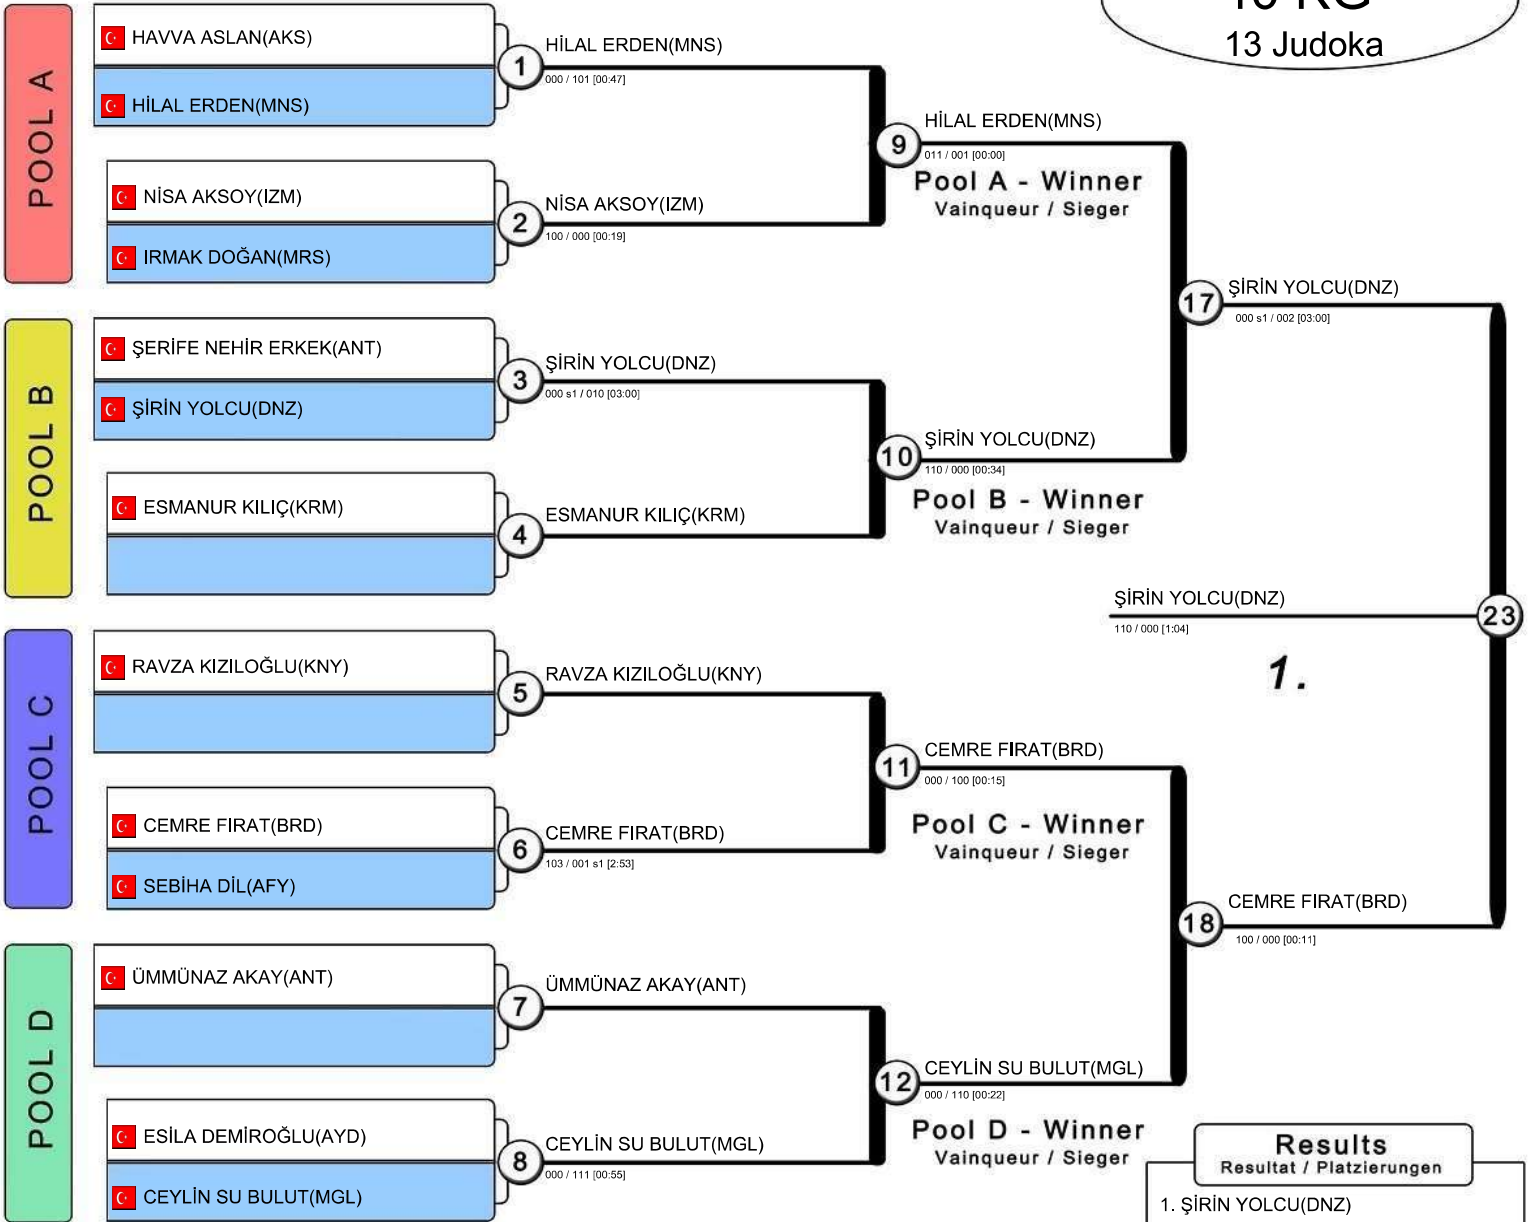 KG
13 Judoka
POOL A
HAVVA ASLAN(AKS)
HİLAL ERDEN(MNS)
1
HİLAL ERDEN(MNS)
000 / 101 [00:47]
NİSA AKSOY(IZM)
IRMAK DOĞAN(MRS)
2
NİSA AKSOY(IZM)
100 / 000 [00:19]
9
HİLAL ERDEN(MNS)
011 / 001 [00:00]
Pool A - Winner
Vainqueur / Sieger
POOL B
ŞERİFE NEHİR ERKEK(ANT)
ŞİRİN YOLCU(DNZ)
3
ŞİRİN YOLCU(DNZ)
000 s1 / 010 [03:00]
ESMANUR KILIÇ(KRM)
4
ESMANUR KILIÇ(KRM)
10
ŞİRİN YOLCU(DNZ)
110 / 000 [00:34]
Pool B - Winner
Vainqueur / Sieger
17
ŞİRİN YOLCU(DNZ)
000 s1 / 002 [03:00]
ŞİRİN YOLCU(DNZ)
110 / 000 [1:04]
23
1.
POOL C
RAVZA KIZILOĞLU(KNY)
5
RAVZA KIZILOĞLU(KNY)
CEMRE FIRAT(BRD)
SEBİHA DİL(AFY)
6
CEMRE FIRAT(BRD)
103 / 001 s1 [2:53]
11
CEMRE FIRAT(BRD)
000 / 100 [00:15]
Pool C - Winner
Vainqueur / Sieger
18
CEMRE FIRAT(BRD)
100 / 000 [00:11]
POOL D
ÜMMÜNAZ AKAY(ANT)
7
ÜMMÜNAZ AKAY(ANT)
ESİLA DEMİROĞLU(AYD)
CEYLİN SU BULUT(MGL)
8
CEYLİN SU BULUT(MGL)
000 / 111 [00:55]
12
CEYLİN SU BULUT(MGL)
000 / 110 [00:22]
Pool D - Winner
Vainqueur / Sieger
Results
Resultat / Platzierungen
1. ŞİRİN YOLCU(DNZ)